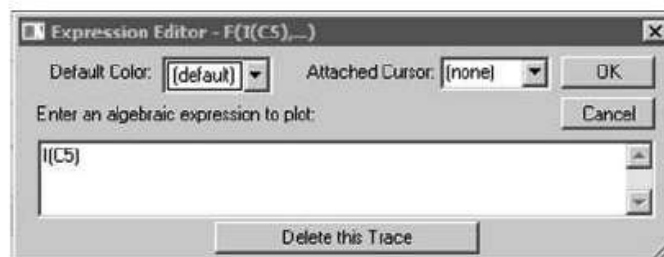 Expression Editor - F(I(C5),...)
Default Color: (default) Attached Cursor: (none) OK
Enter an algebraic expression to plot: Cancel
I(C5)
Delete this Trace